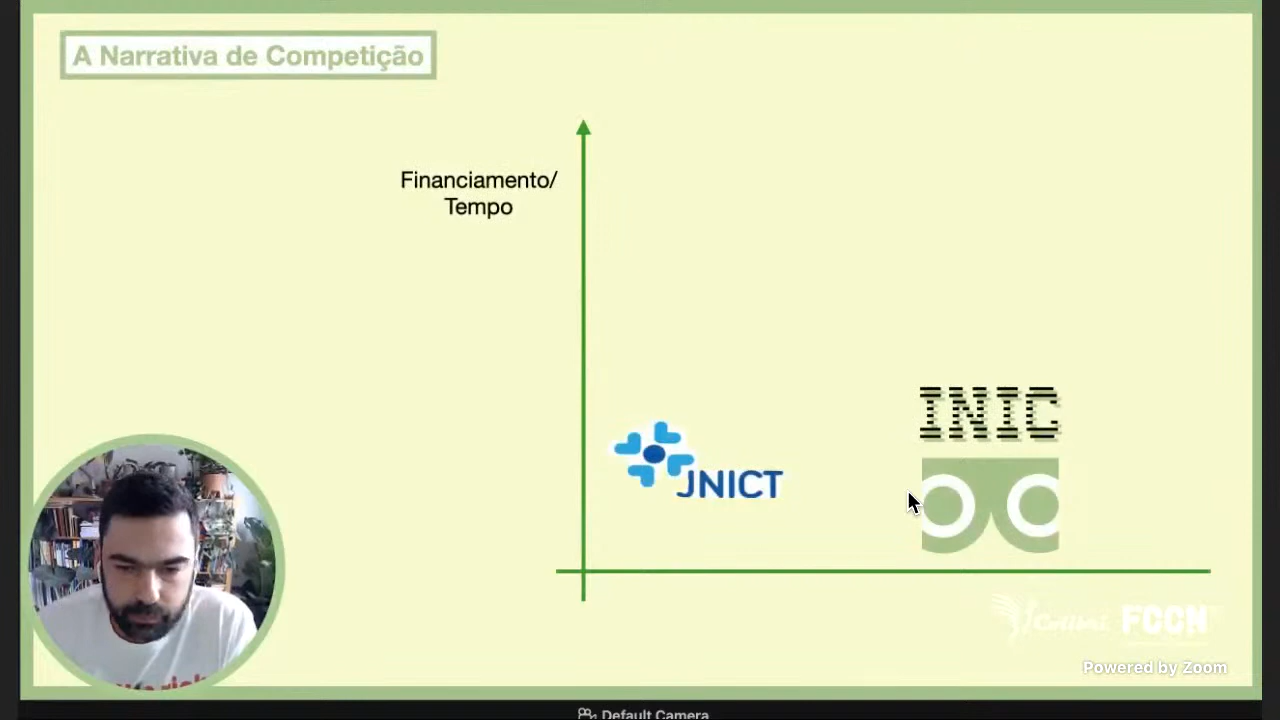 A Narrativa de Competição
Financiamento/
Tempo
INIC
JNICT
Colibri FCCN
Powered by Zoom
Default Camera